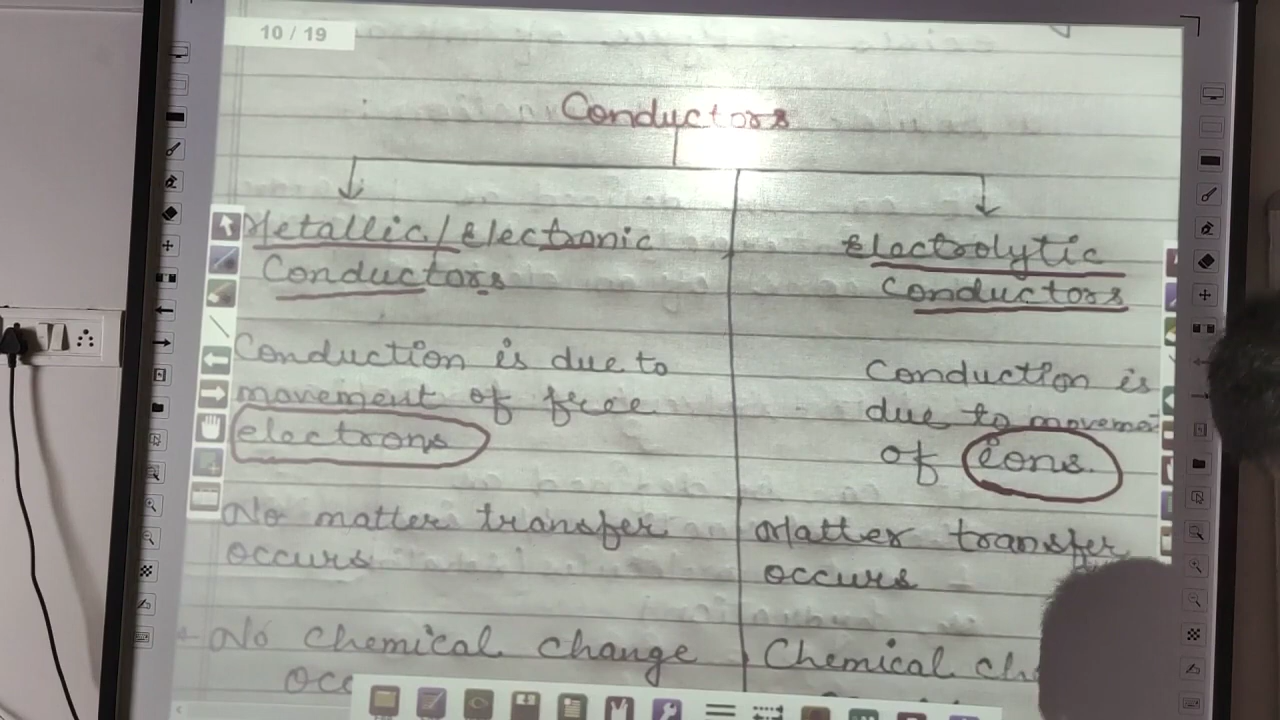 10 / 19
Conductors
Metallic/Electronic
Conductors
Conduction is due to
movement of free
electrons
No matter transfer
occurs
No Chemical change
Electrolytic
Conductors
Conduction is
due to
of ions.
Matter transfer
occurs
Chemical